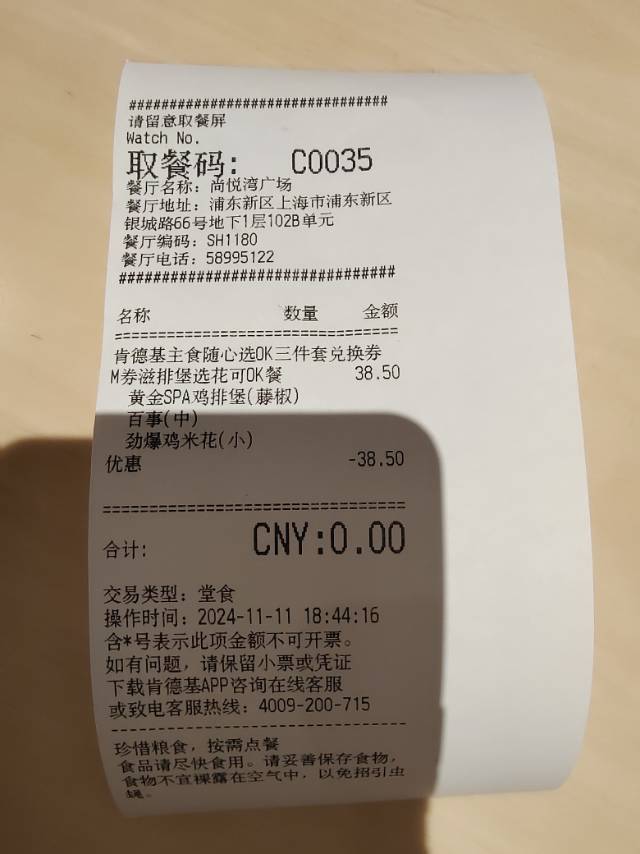 ################################
请留意取餐屏
Watch No.
取餐码: C0035
餐厅名称: 尚悦湾广场
餐厅地址: 浦东新区上海市浦东新区
银城路66号地下1层102B单元
餐厅编码: SH1180
餐厅电话: 58995122
################################
名称 数量 金额
==================================
肯德基主食随心选OK三件套兑换券
M券滋排堡选花可OK餐 38.50
黄金SPA鸡排堡(藤椒)
百事(中)
劲爆鸡米花(小)
优惠 -38.50
==================================
合计: CNY:0.00
交易类型: 堂食
操作时间: 2024-11-11 18:44:16
含*号表示此项金额不可开票。
如有问题, 请保留小票或凭证
下载肯德基APP咨询在线客服
或致电客服热线: 4009-200-715
----------------------------------
珍惜粮食, 按需点餐
食品请尽快食用。请妥善保存食物,
食物不宜裸露在空气中, 以免招引虫
蝇。